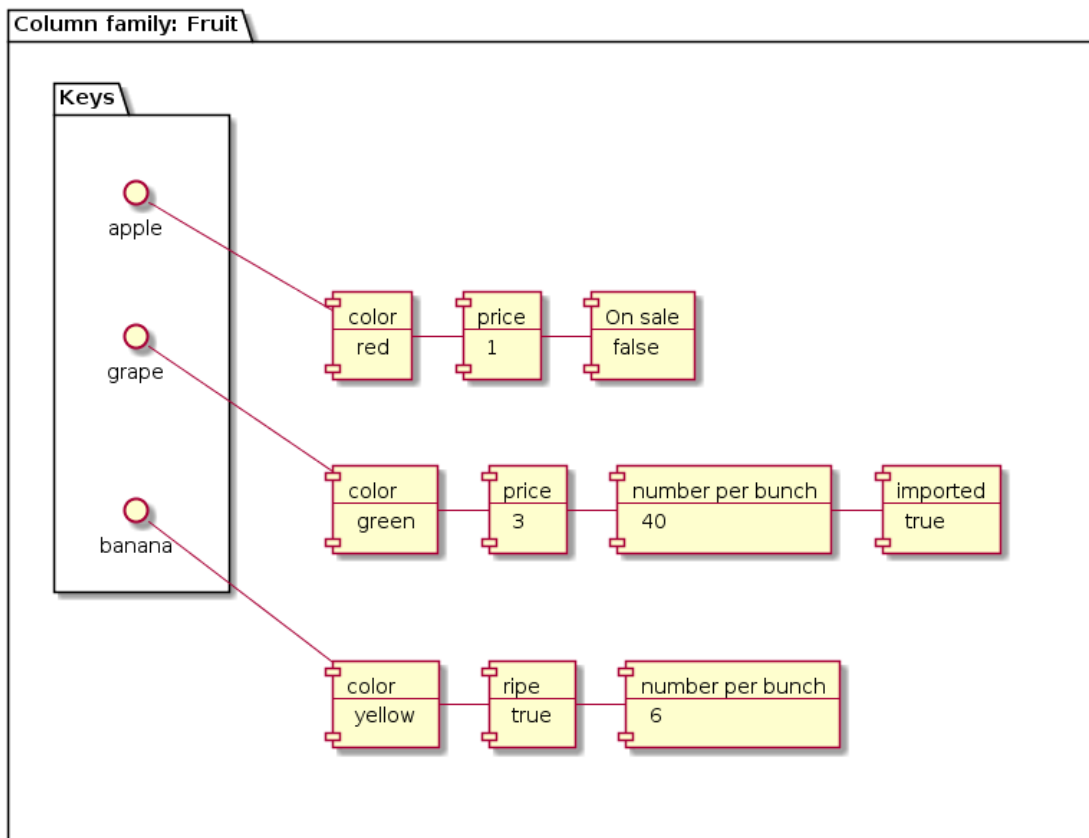 Column family: Fruit
Keys
apple
grape
banana
color
red
price
1
On sale
false
color
green
price
3
number per bunch
40
imported
true
color
yellow
ripe
true
number per bunch
6